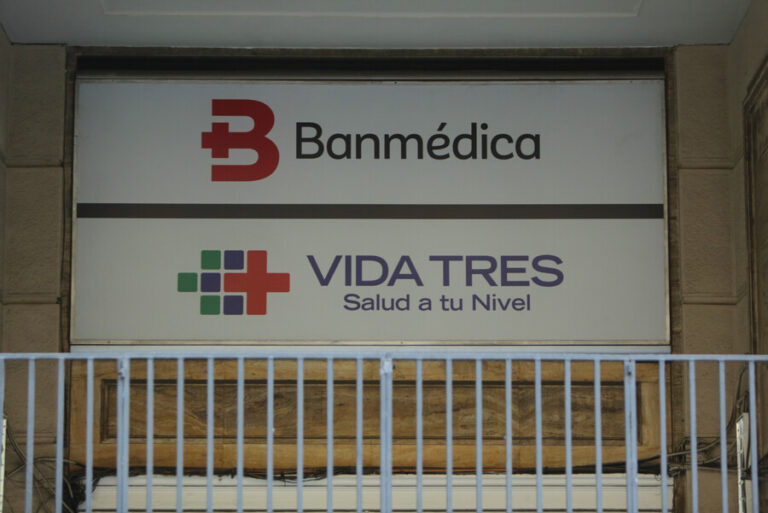 Banmédica
VIDA TRES
Salud a tu Nivel